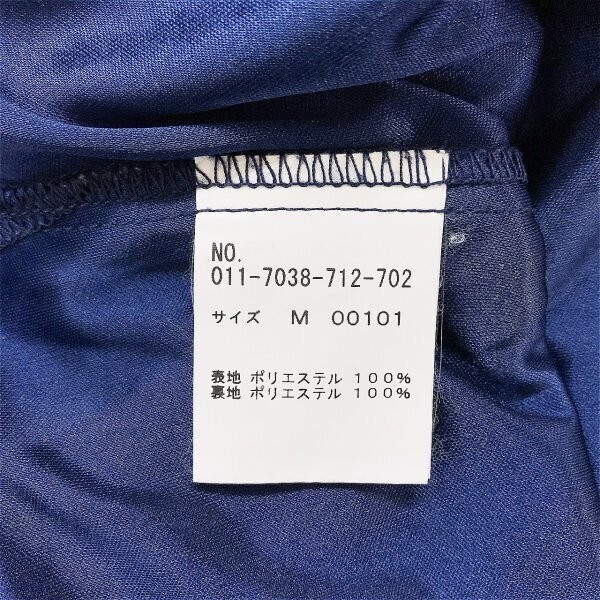 NO.
011-7038-712-702
サイズ M 00101
表地 ポリエステル 100%
裏地 ポリエステル 100%